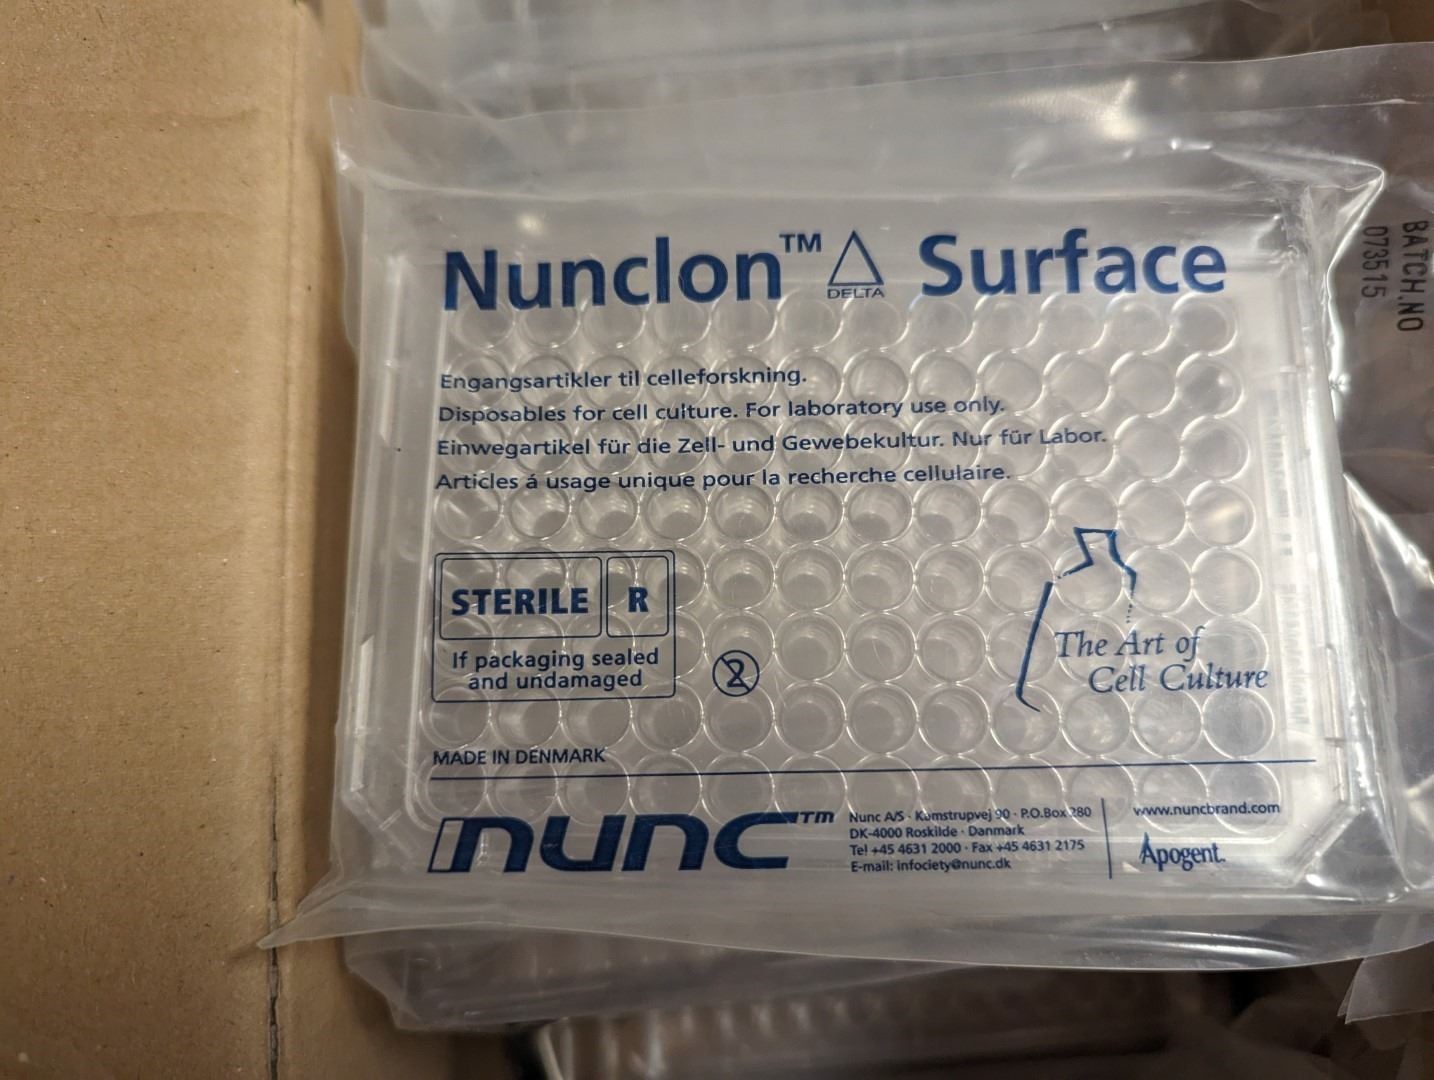 Nunclon™ Δ Surface
DELTA
Engangsartikler til celleforskning.
Disposables for cell culture. For laboratory use only.
Einwegartikel für die Zell- und Gewebekultur. Nur für Labor.
Articles á usage unique pour la recherche cellulaire.
STERILE R
If packaging sealed
and undamaged
2
The Art of
Cell Culture
MADE IN DENMARK
nunc™
Nunc A/S · Kamstrupvej 90 · P.O.Box 280
DK-4000 Roskilde · Danmark
Tel +45 4631 2000 · Fax +45 4631 2175
E-mail: infociety@nunc.dk
www.nuncbrand.com
Apogent.
BATCH.NO
073515